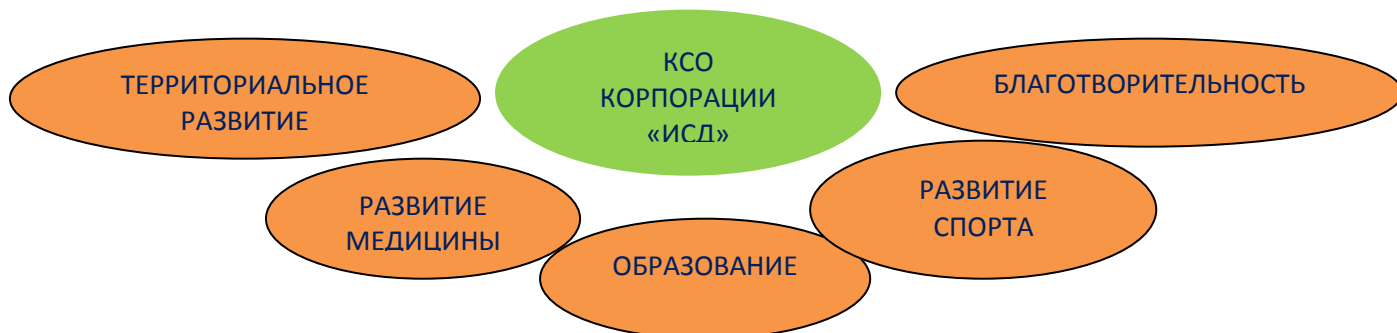 ТЕРРИТОРИАЛЬНОЕ
РАЗВИТИЕ
КСО
КОРПОРАЦИИ
«ИСД»
БЛАГОТВОРИТЕЛЬНОСТЬ
РАЗВИТИЕ
МЕДИЦИНЫ
ОБРАЗОВАНИЕ
РАЗВИТИЕ
СПОРТА